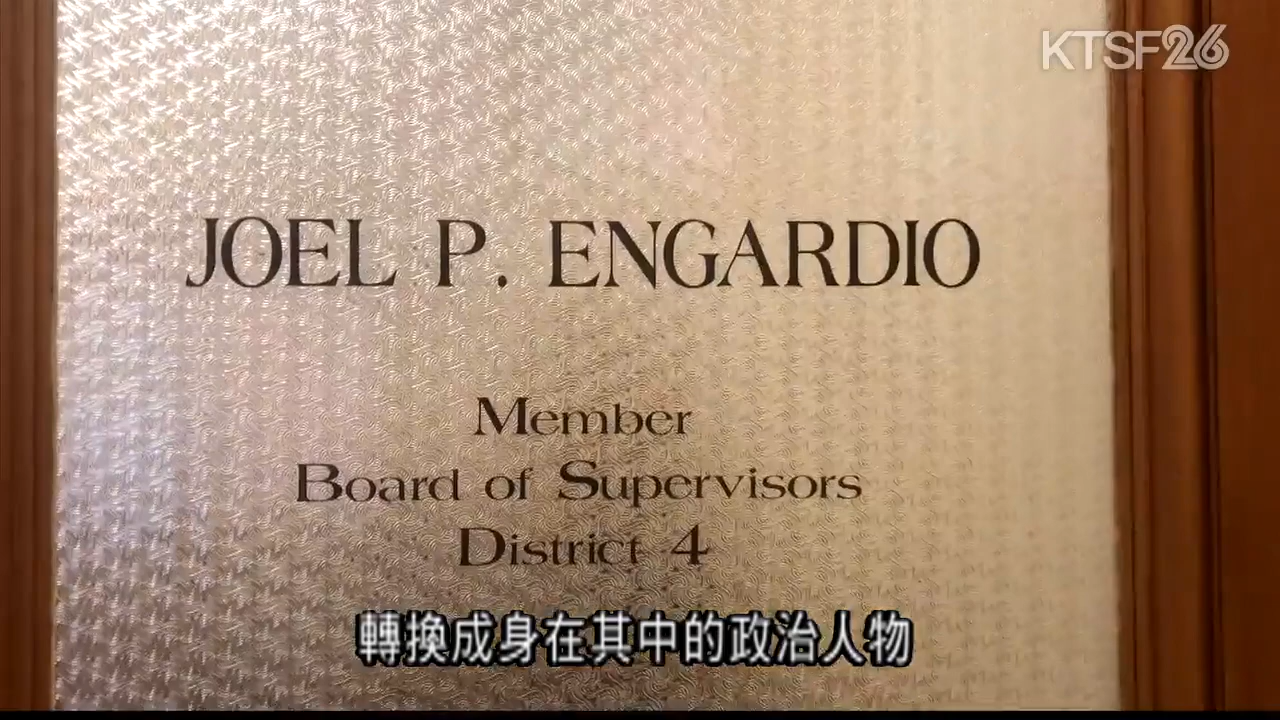 KTSF26
JOEL P. ENGARDIO
Member
Board of Supervisors
District 4
轉換成身在其中的政治人物